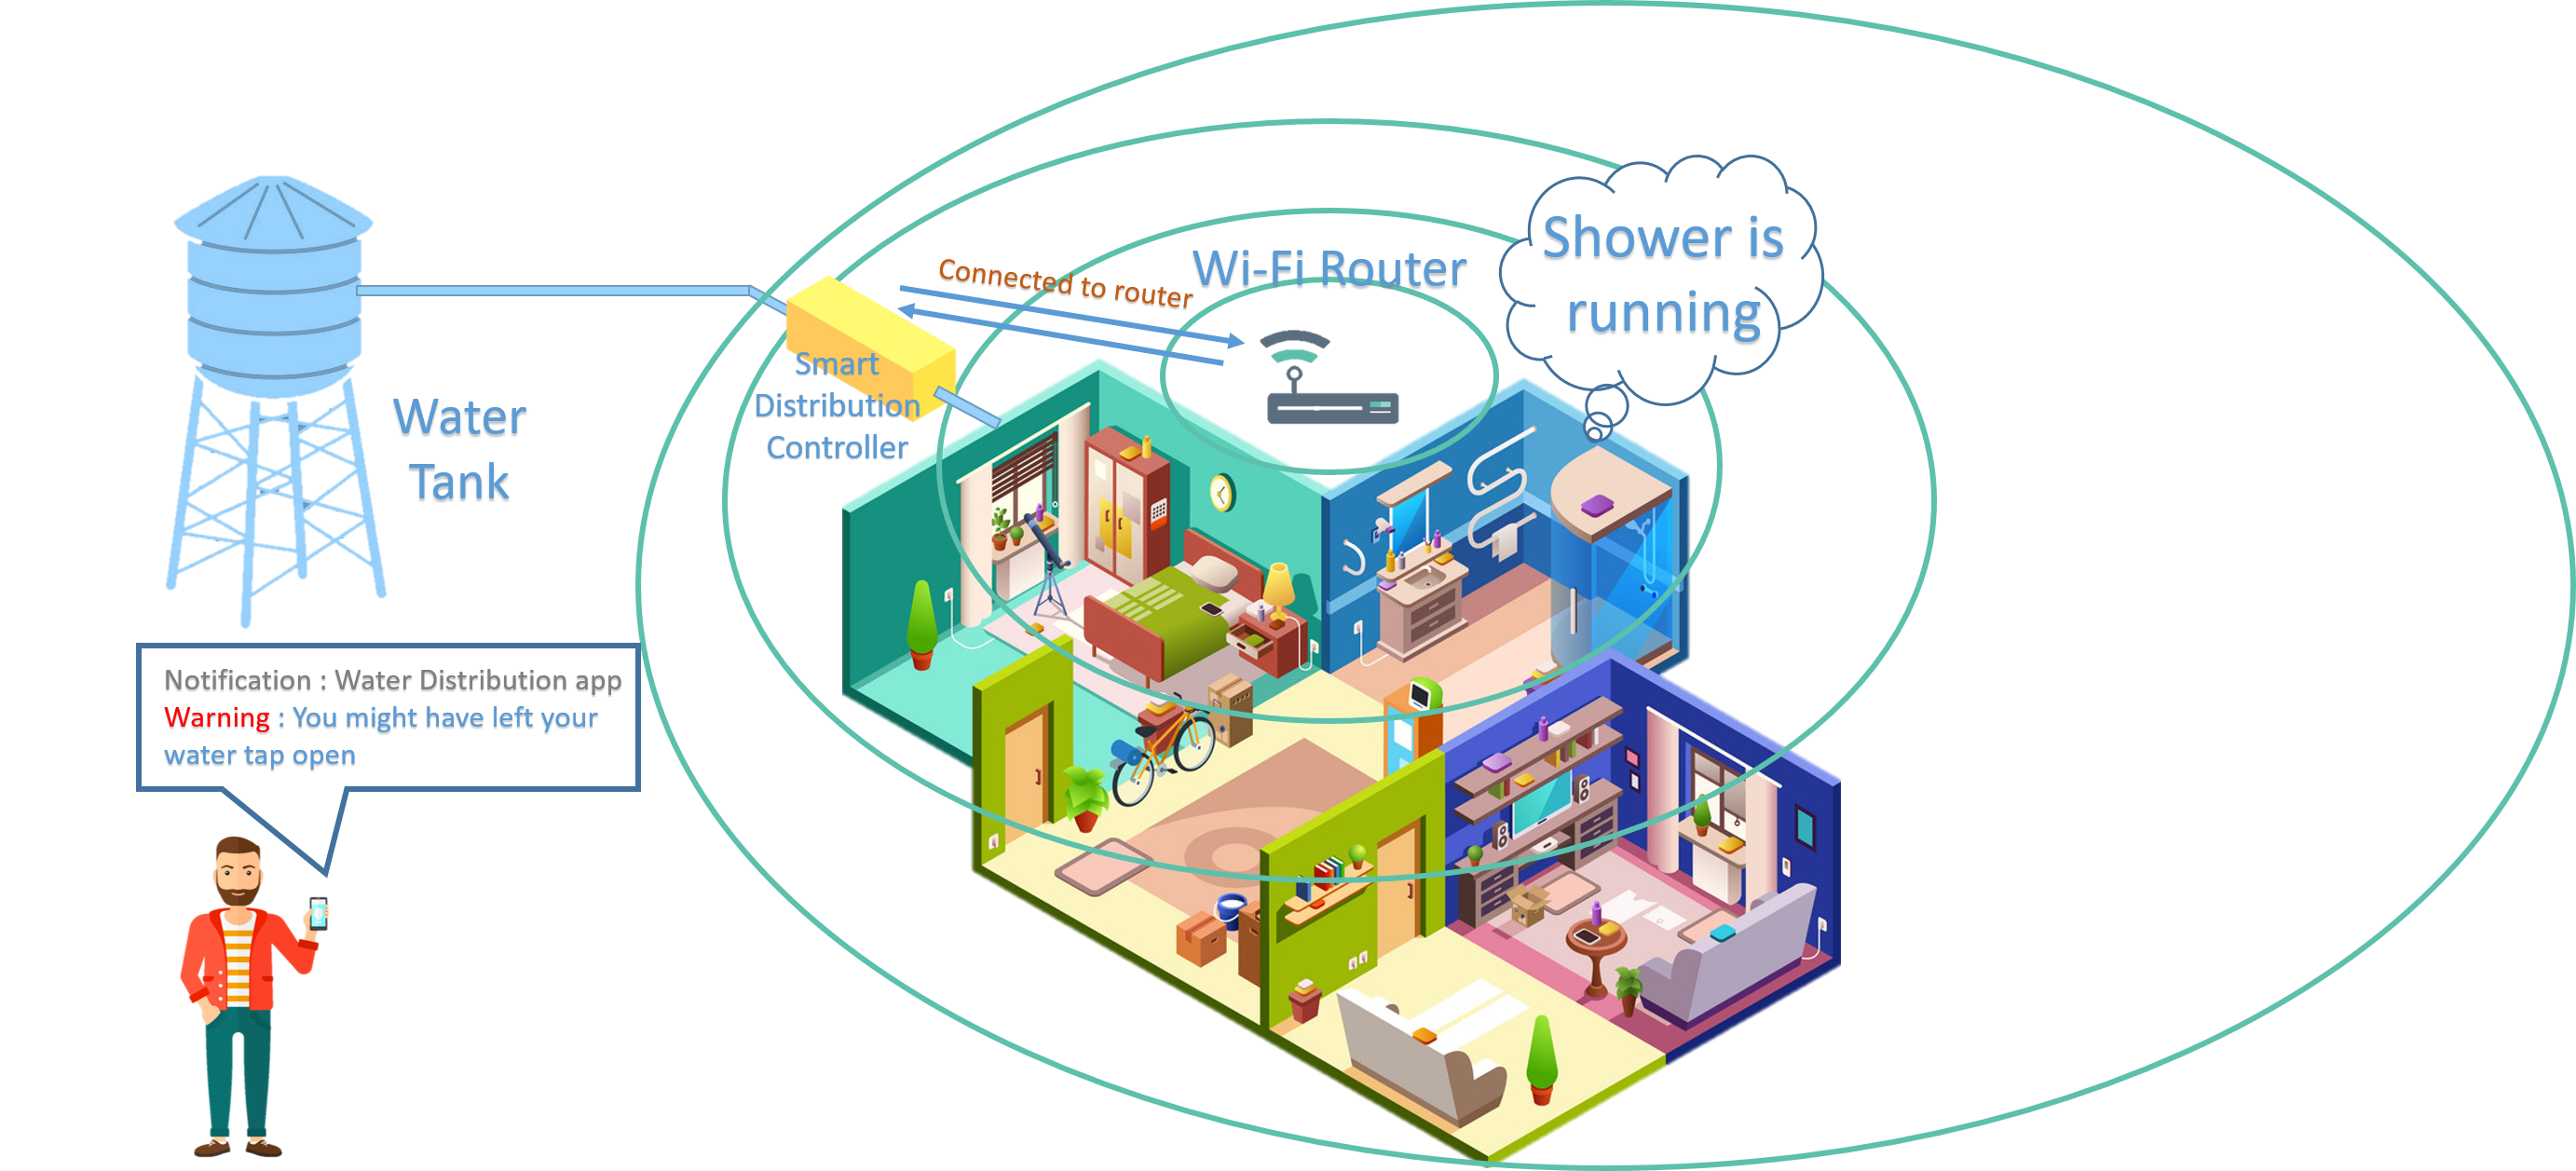 Shower is
running
Wi-Fi Router
Connected to router
Smart
Distribution
Controller
Water
Tank
Notification : Water Distribution app
Warning : You might have left your
water tap open